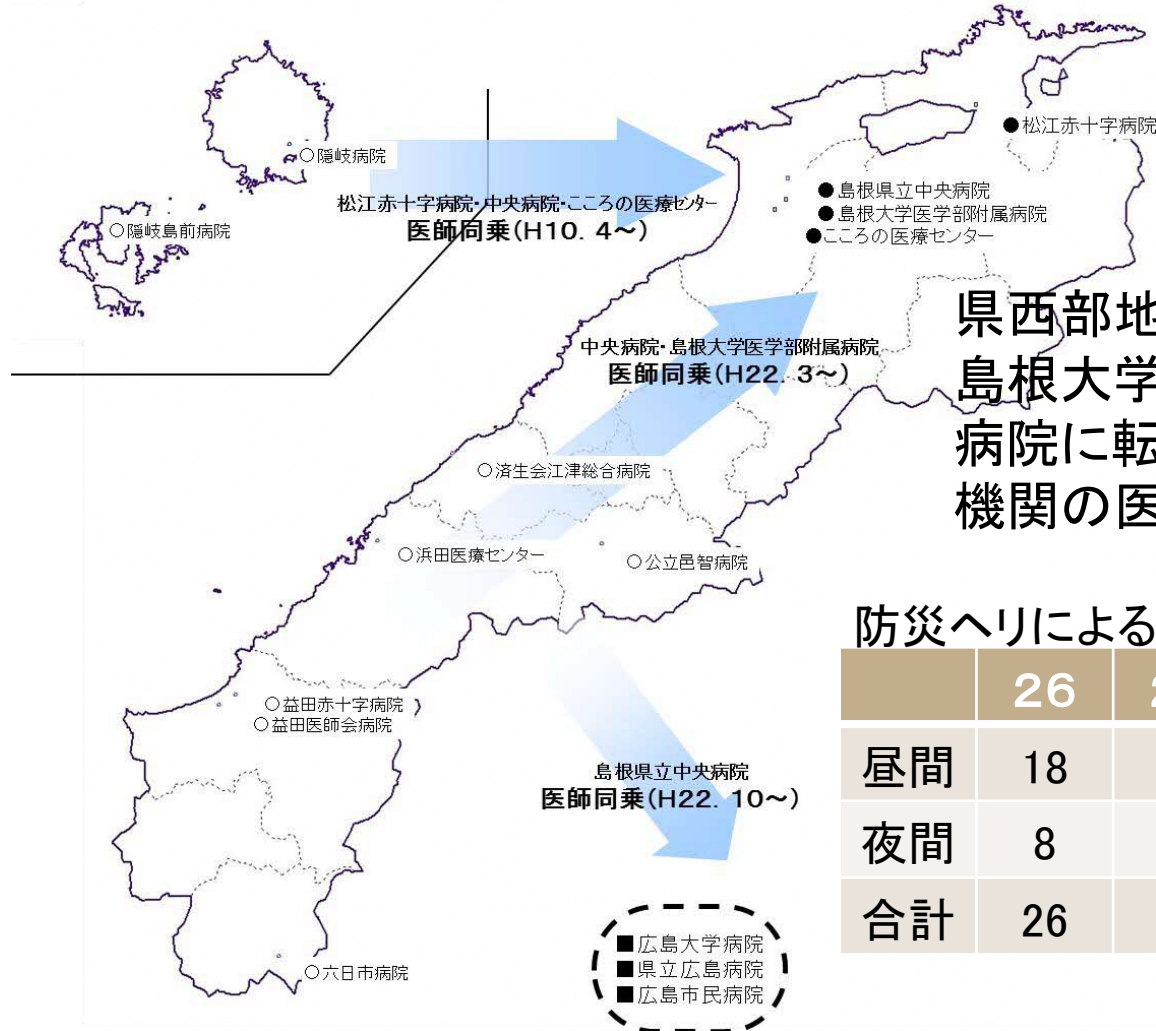 ○隠岐病院
○隠岐島前病院
松江赤十字病院・中央病院・こころの医療センター
医師同乗(H10. 4～)
●松江赤十字病院
●島根県立中央病院
●島根大学医学部附属病院
●こころの医療センター
中央病院・島根大学医学部附属病院
医師同乗(H22. 3～)
○済生会江津総合病院
○浜田医療センター
○公立邑智病院
○益田赤十字病院
○益田医師会病院
島根県立中央病院
医師同乗(H22. 10～)
○六日市病院
■広島大学病院
■県立広島病院
■広島市民病院
県西部地
島根大学
病院に転
機関の医
防災ヘリによる
26
昼間 18
夜間 8
合計 26